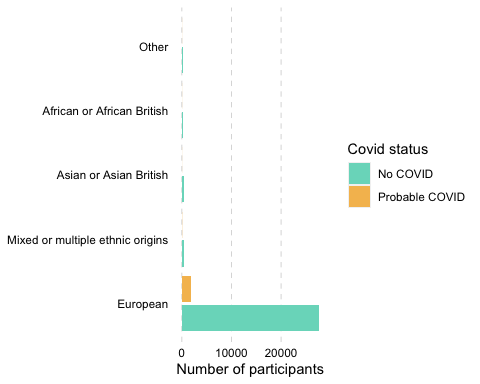 Other
African or African British
Asian or Asian British
Mixed or multiple ethnic origins
European
0 10000 20000
Number of participants
Covid status
No COVID
Probable COVID